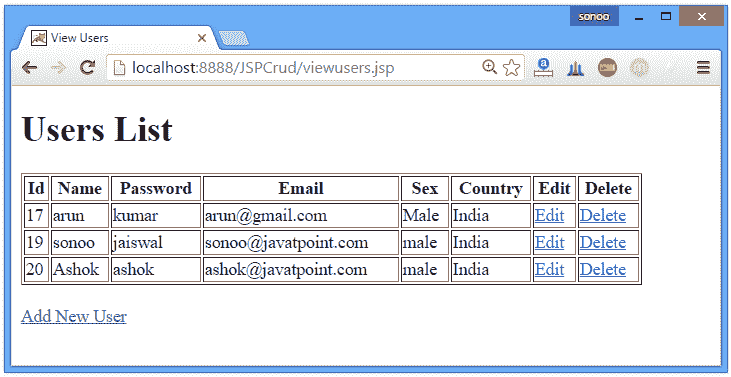 sonoo
View Users
localhost:8888/JSPCrud/viewusers.jsp
Users List
Id Name Password Email Sex Country Edit Delete
17 arun kumar arun@gmail.com Male India Edit Delete
19 sonoo jaiswal sonoo@javatpoint.com male India Edit Delete
20 Ashok ashok ashok@javatpoint.com male India Edit Delete
Add New User